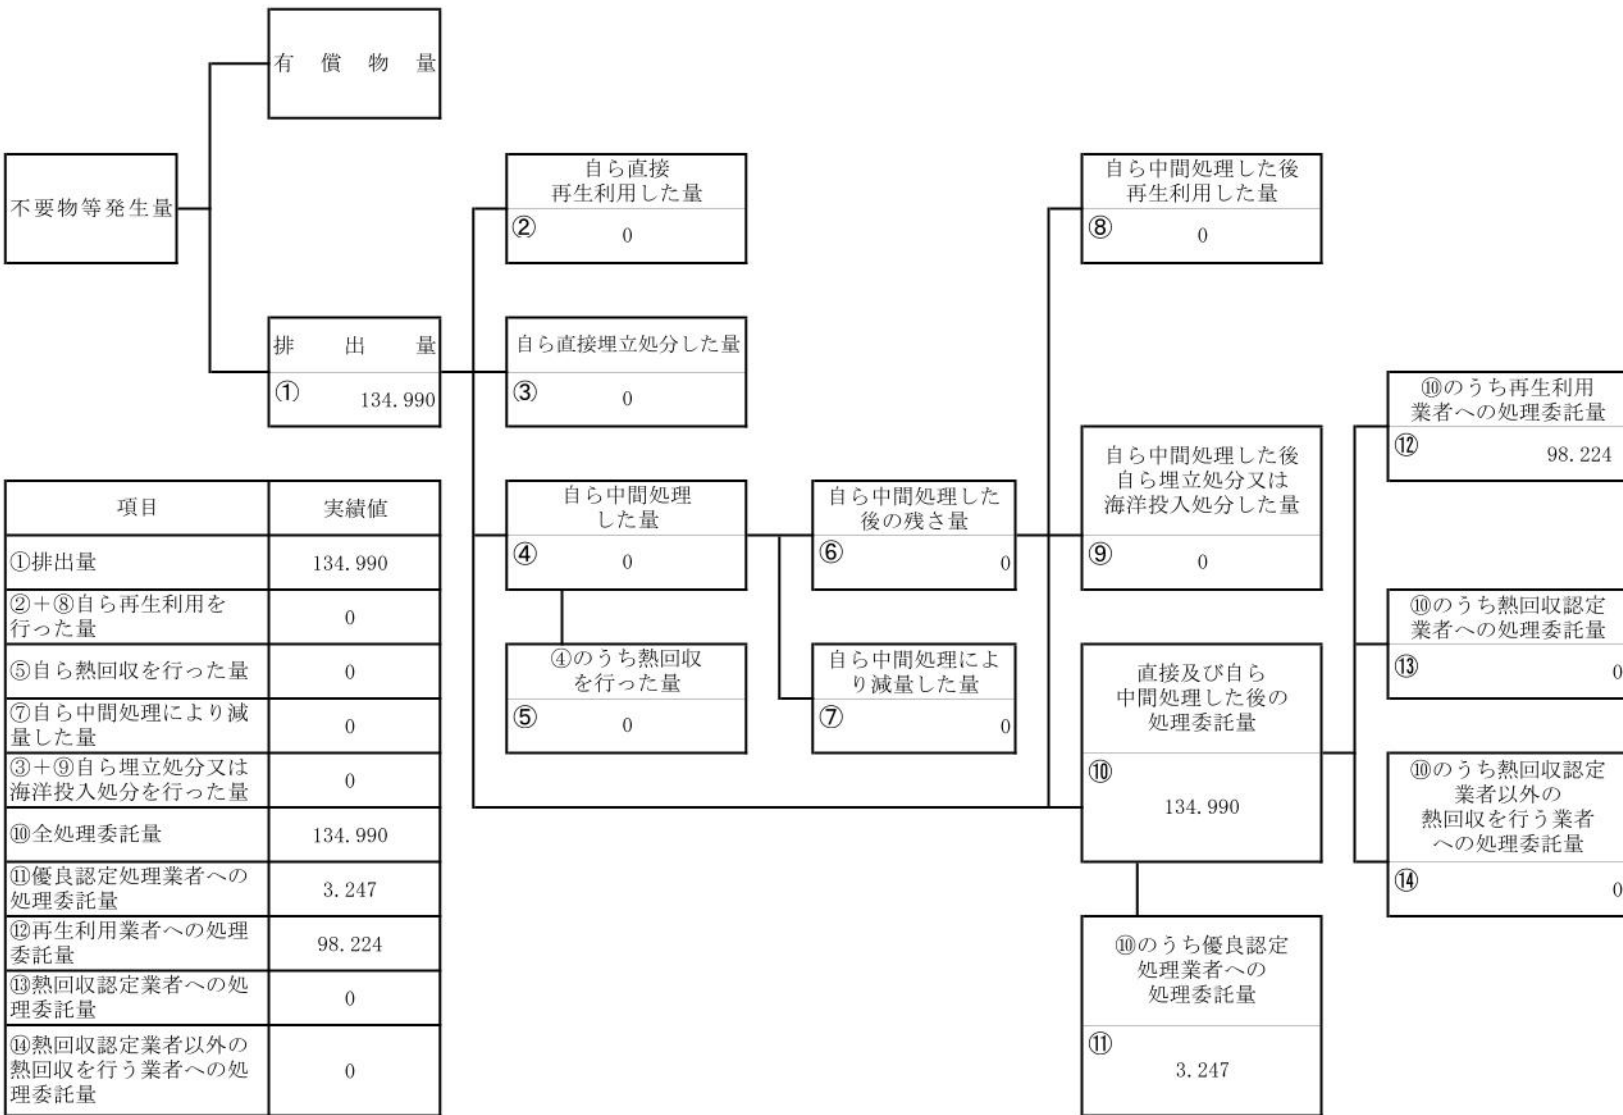 有償物量
不要物等発生量
排出量
① 134.990
自ら直接
再生利用した量
② 0
自ら直接埋立処分した量
③ 0
自ら中間処理
した量
④ 0
④のうち熱回収
を行った量
⑤ 0
自ら中間処理した
後の残さ量
⑥ 0
自ら中間処理によ
り減量した量
⑦ 0
自ら中間処理した後
再生利用した量
⑧ 0
自ら中間処理した後
自ら埋立処分又は
海洋投入処分した量
⑨ 0
直接及び自ら
中間処理した後の
処理委託量
⑩
134.990
⑩のうち優良認定
処理業者への
処理委託量
⑪
3.247
⑩のうち再生利用
業者への処理委託量
⑫ 98.224
⑩のうち熱回収認定
業者への処理委託量
⑬ 0
⑩のうち熱回収認定
業者以外の
熱回収を行う業者
への処理委託量
⑭ 0
項目 実績値
①排出量 134.990
②+⑧自ら再生利用を
行った量 0
⑤自ら熱回収を行った量 0
⑦自ら中間処理により減
量した量 0
③+⑨自ら埋立処分又は
海洋投入処分を行った量 0
⑩全処理委託量 134.990
⑪優良認定処理業者への
処理委託量 3.247
⑫再生利用業者への処理
委託量 98.224
⑬熱回収認定業者への処
理委託量 0
⑭熱回収認定業者以外の
熱回収を行う業者への処
理委託量 0